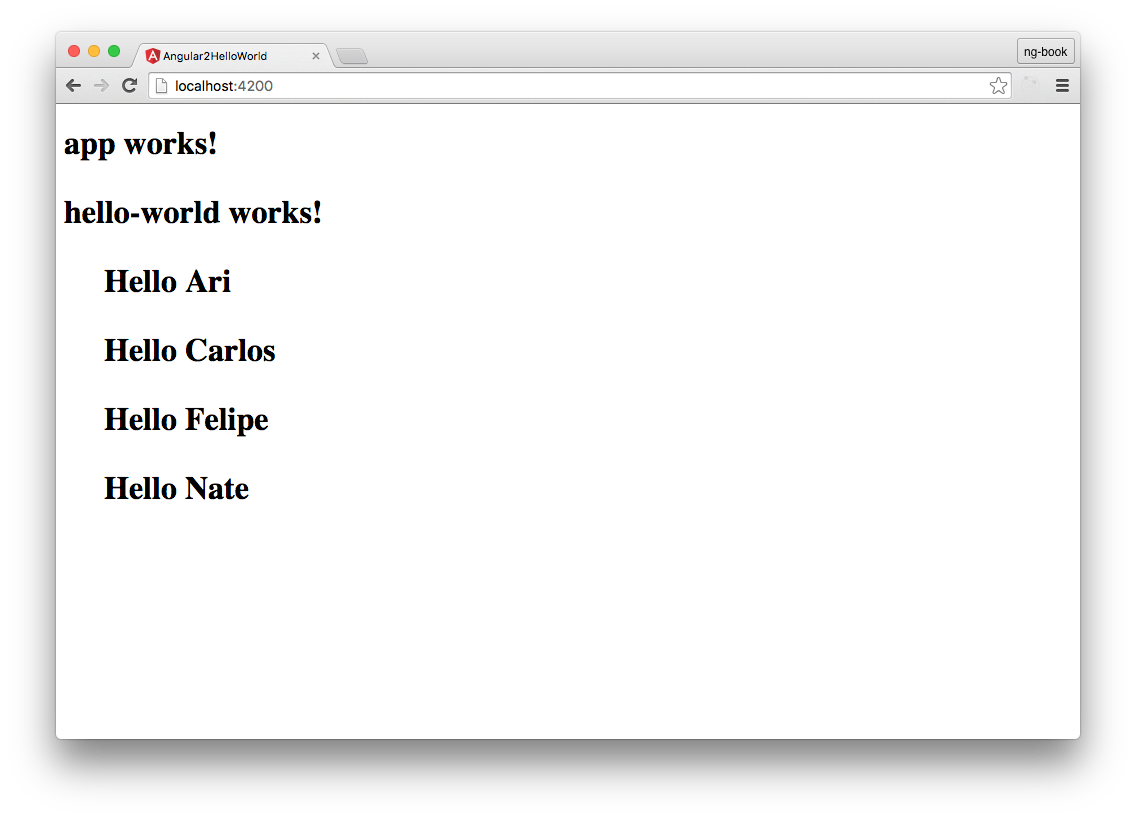 Angular2HelloWorld
ng-book
localhost:4200
app works!
hello-world works!
Hello Ari
Hello Carlos
Hello Felipe
Hello Nate